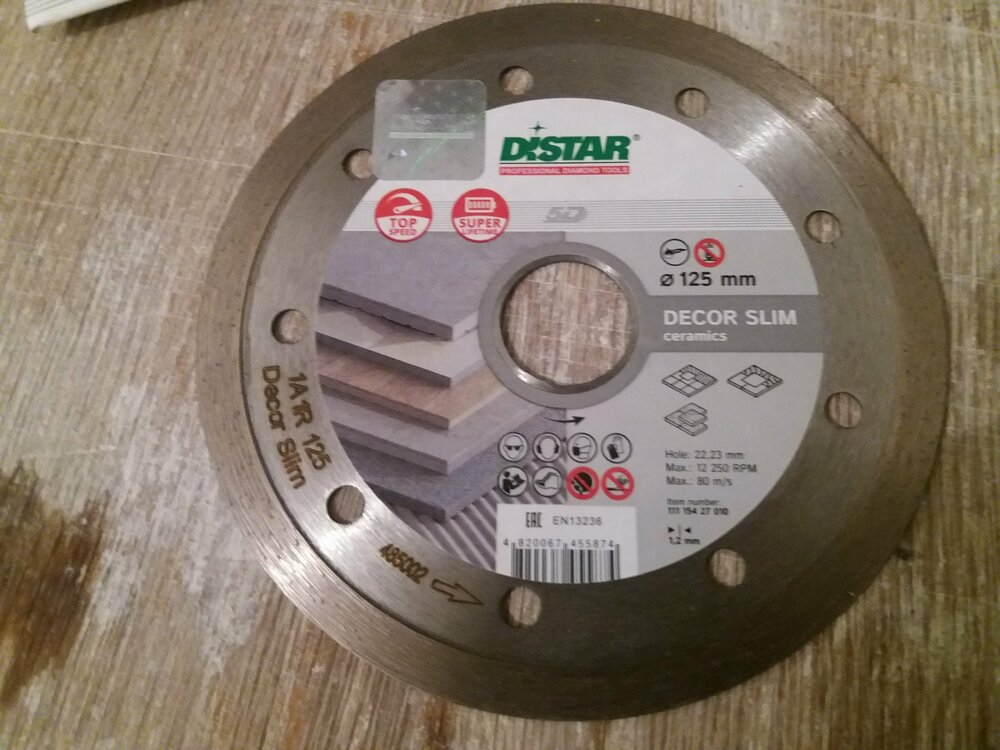 DiSTAR®
PROFESSIONAL DIAMOND TOOLS
TOP
SPEED
SUPER
LIFETIME
5D
Ø 125 mm
DECOR SLIM
ceramics
Hole: 22,23 mm
Max.: 12 250 RPM
Max.: 80 m/s
Item number:
111 154 27 010
1,2 mm
EAC EN13236
4 820067 455874
1A1R 125
Decor Slim
485002